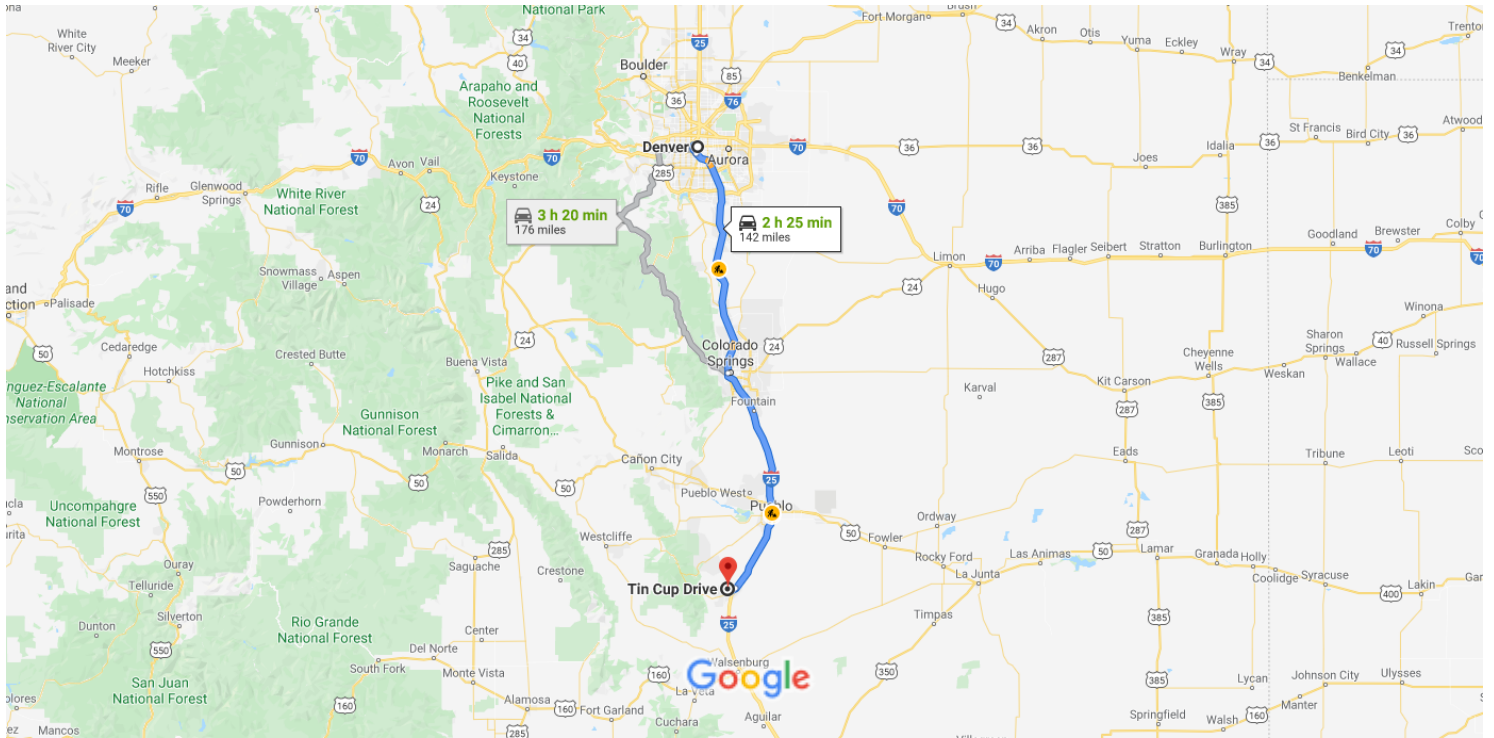 National Park
White
River City
Meeker
34
40
25
Boulder
85
36
76
Fort Morgan
34
Akron
Otis
Yuma
Eckley
Wray
34
34
Benkelman
Trenton
Arapaho and
Roosevelt
National
Forests
Denver
Aurora
285
70
36
36
Joes
Idalia
36
St Francis
Bird City
36
Atwood
70
Avon
Vail
70
Keystone
Rifle
Glenwood
Springs
70
White River
National Forest
24
3 h 20 min
176 miles
2 h 25 min
142 miles
70
385
Goodland
Brewster
Colby
70
70
Limon
70
Arriba
Flagler
Seibert
Stratton
Burlington
Hugo
24
Snowmass
Village
Aspen
and
ction
Palisade
50
Cedaredge
Hotchkiss
Crested Butte
Buena Vista
24
Colorado
Springs
24
287
Winona
Sharon
Springs
40
Russell Springs
Wallace
Weskan
Cheyenne
Wells
Kit Carson
287
385
Karval
Fountain
nguez-Escalante
National
nservation Area
Pike and San
Isabel National
Forests &
Cimarron...
Gunnison
National Forest
Gunnison
Monarch
Salida
Montrose
50
50
50
Cañon City
Pueblo West
25
Eads
Tribune
Leoti
Sco
Uncompahgre
National Forest
550
Powderhorn
Westcliffe
50
Fowler
Ordway
287
Rocky Ford
Las Animas
50
Lamar
Granada
Holly
Coolidge
Syracuse
Lakin
Gar
400
La Junta
Ouray
Telluride
285
Saguache
Crestone
Tin Cup Drive
25
Timpas
385
Dunton
Silverton
550
Rio Grande
National Forest
Center
Del Norte
South Fork
Monte Vista
160
Walsenburg
Google
350
385
Lycan
Johnson City
Ulysses
Manter
San Juan
National Forest
160
Alamosa
160
Fort Garland
La Veta
Cuchara
Aguilar
285
Springfield
Walsh
160
olores
ez
Mancos